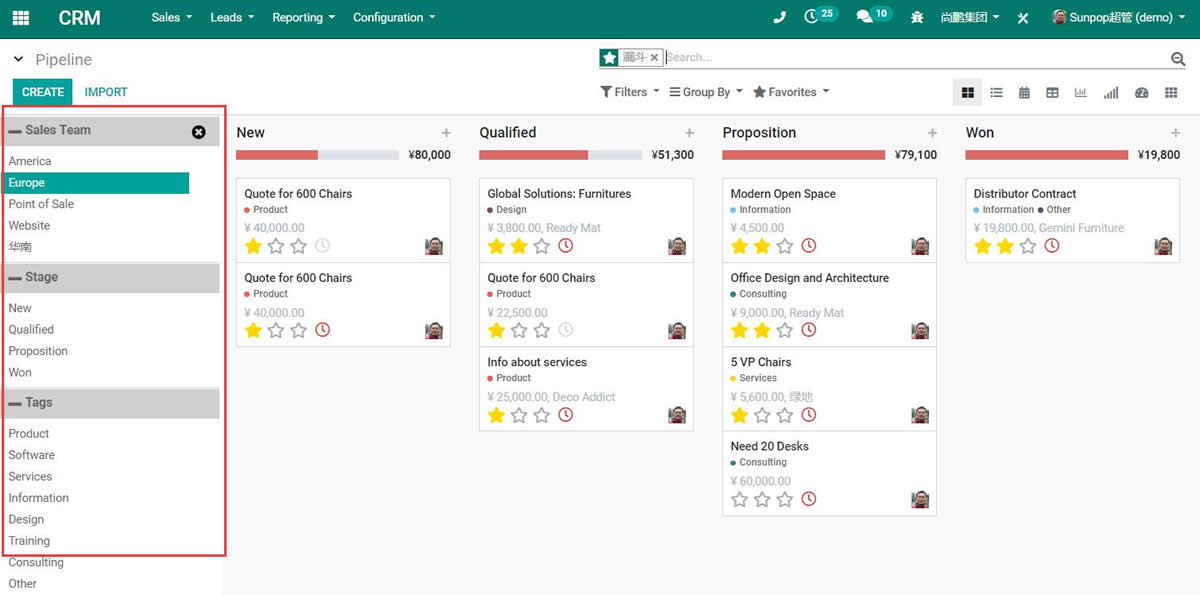 CRM Sales Leads Reporting Configuration 25 10 尚鹏集团 Sunpop超管 (demo)
Pipeline
漏斗 Search...
CREATE IMPORT Filters Group By Favorites
Sales Team
America
Europe
Point of Sale
Website
华南
Stage
New
Qualified
Proposition
Won
Tags
Product
Software
Services
Information
Design
Training
Consulting
Other
New
¥80,000
Quote for 600 Chairs
Product
¥ 40,000.00
Quote for 600 Chairs
Product
¥ 40,000.00
Qualified
¥51,300
Global Solutions: Furnitures
Design
¥ 3,800.00, Ready Mat
Quote for 600 Chairs
Product
¥ 22,500.00
Info about services
Product
¥ 25,000.00, Deco Addict
Proposition
¥79,100
Modern Open Space
Information
¥ 4,500.00
Office Design and Architecture
Consulting
¥ 9,000.00, Ready Mat
5 VP Chairs
Services
¥ 5,600.00, 绿地
Need 20 Desks
Consulting
¥ 60,000.00
Won
¥19,800
Distributor Contract
Information Other
¥ 19,800.00, Gemini Furniture